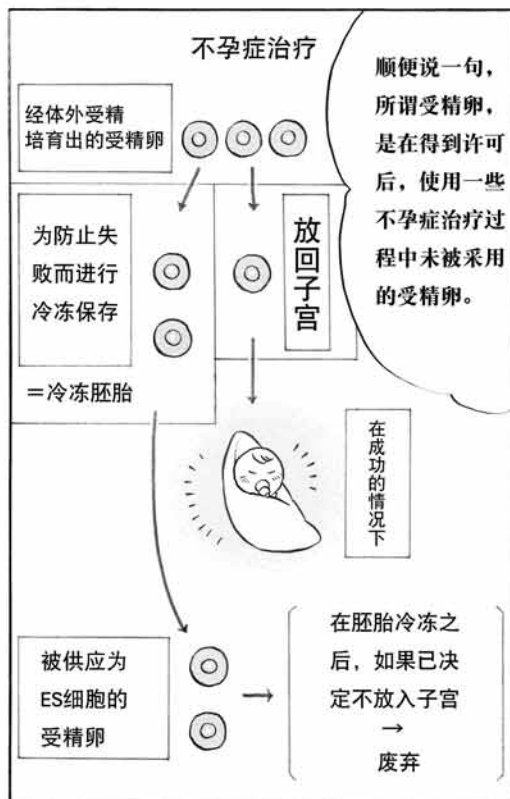 不孕症治疗
顺便说一句，
所谓受精卵，
是在得到许可
后，使用一些
不孕症治疗过
程中未被采用
的受精卵。
经体外受精
培育出的受精卵
为防止失
败而进行
冷冻保存
＝冷冻胚胎
放回子宫
在成功的情况下
被供应为
ES细胞的
受精卵
在胚胎冷冻之
后，如果已决
定不放入子宫
→
废弃